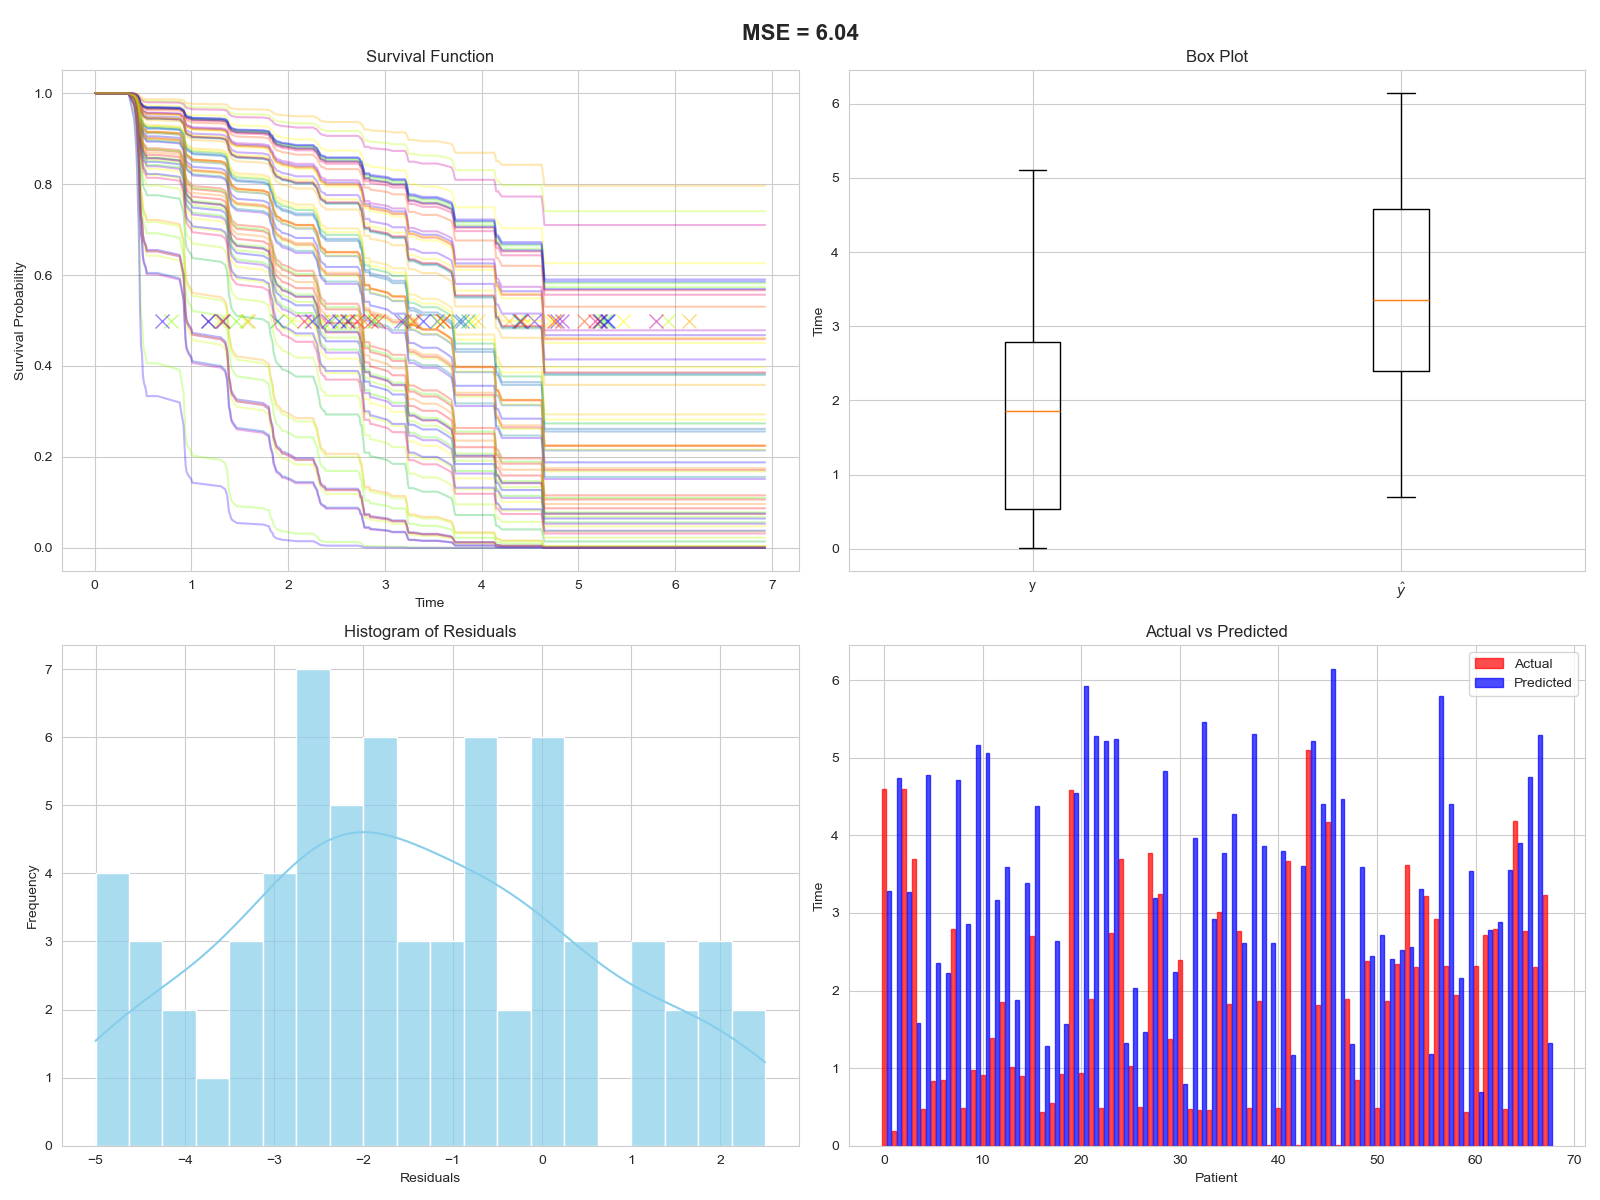 MSE = 6.04
Survival Function
Survival Probability
1.0
0.8
0.6
0.4
0.2
0.0
0 1 2 3 4 5 6 7
Time
Box Plot
Time
6
5
4
3
2
1
0
y ŷ
Histogram of Residuals
Frequency
7
6
5
4
3
2
1
0
−5 −4 −3 −2 −1 0 1 2
Residuals
Actual vs Predicted
Actual
Predicted
Time
6
5
4
3
2
1
0
0 10 20 30 40 50 60 70
Patient